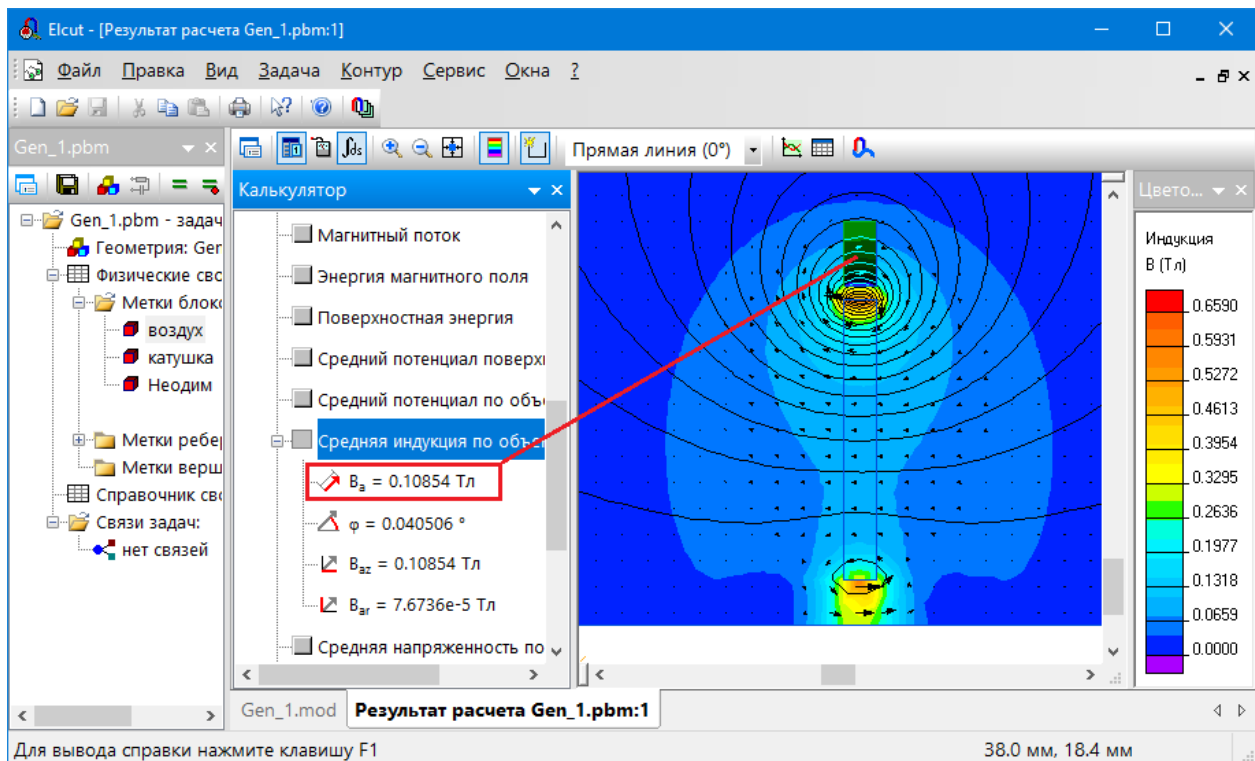 Elcut - [Результат расчета Gen_1.pbm:1]
Файл Правка Вид Задача Контур Сервис Окна ?
Gen_1.pbm
Прямая линия (0°)
Gen_1.pbm - задач
Геометрия: Ger
Физические свс
Метки блокс
воздух
катушка
Неодим
Метки ребер
Метки верш
Справочник свс
Связи задач:
нет связей
Калькулятор
Магнитный поток
Энергия магнитного поля
Поверхностная энергия
Средний потенциал поверх
Средний потенциал по объ
Средняя индукция по объе
Ba = 0.10854 Тл
φ = 0.040506 °
Baz = 0.10854 Тл
Bar = 7.6736e-5 Тл
Средняя напряженность по
Цвето...
Индукция
B (Тл)
0.6590
0.5931
0.5272
0.4613
0.3954
0.3295
0.2636
0.1977
0.1318
0.0659
0.0000
Gen_1.mod Результат расчета Gen_1.pbm:1
Для вывода справки нажмите клавишу F1
38.0 мм, 18.4 мм